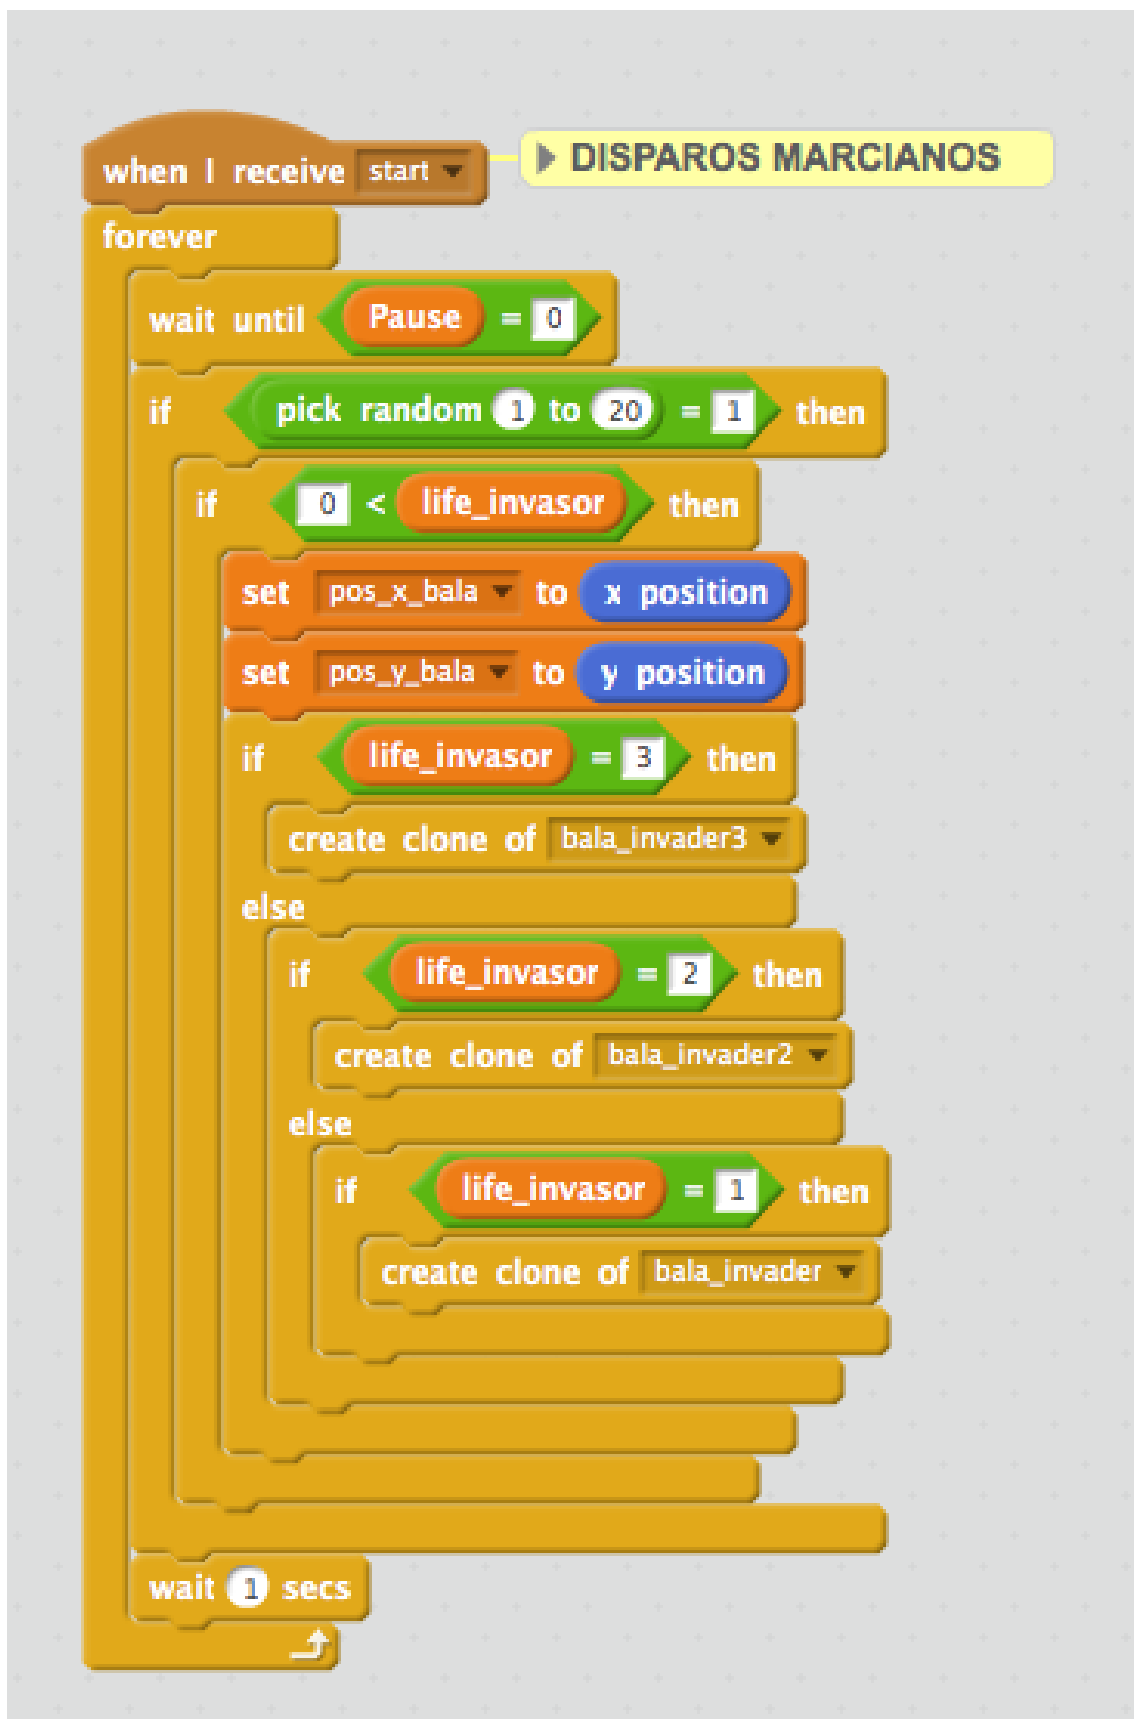 when I receive start DISPAROS MARCIANOS
forever
wait until Pause = 0
if pick random 1 to 20 = 1 then
if 0 < life_invasor then
set pos_x_bala to x position
set pos_y_bala to y position
if life_invasor = 3 then
create clone of bala_invader3
else
if life_invasor = 2 then
create clone of bala_invader2
else
if life_invasor = 1 then
create clone of bala_invader
wait 1 secs